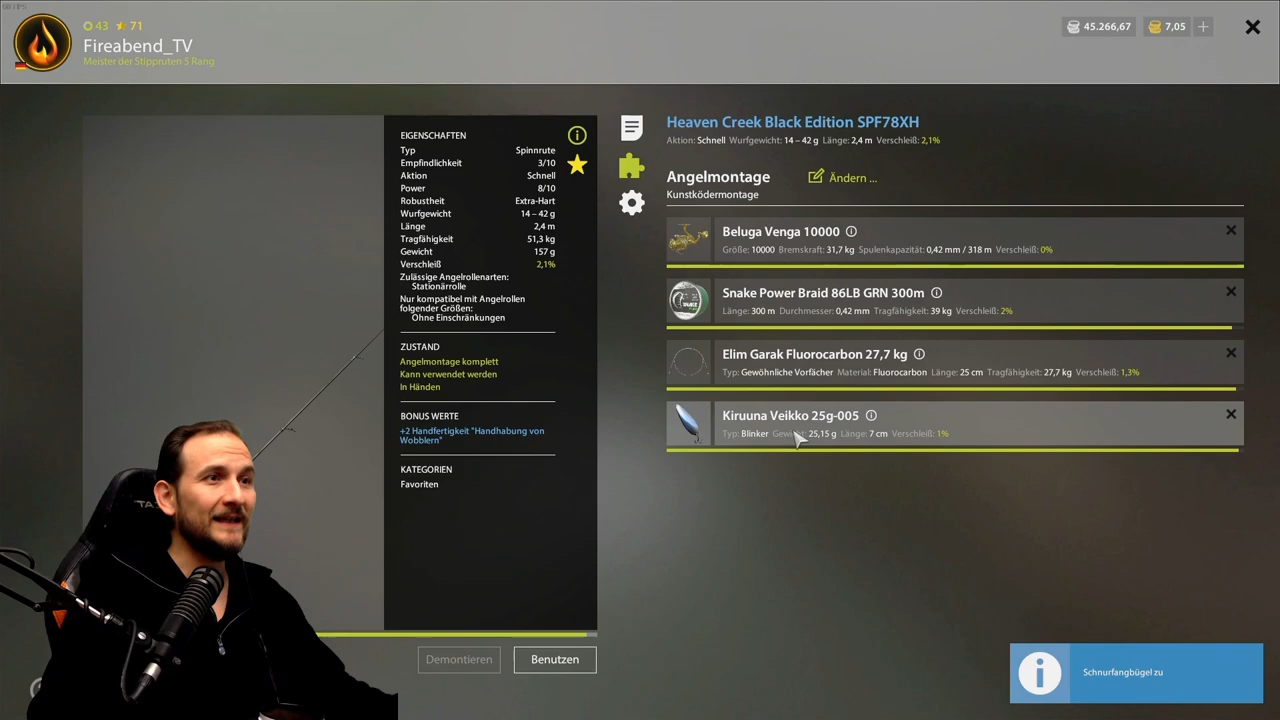 43 71
Fireabend_TV
Meister der Stippruten 5 Rang
45.266,67
7,05
EIGENSCHAFTEN
Typ Spinnrute
Empfindlichkeit 3/10
Aktion Schnell
Power 8/10
Robustheit Extra-Hart
Wurfgewicht 14 – 42 g
Länge 2,4 m
Tragfähigkeit 51,3 kg
Gewicht 157 g
Verschleiß 2,1%
Zulässige Angelrollenarten:
Stationärrolle
Nur kompatibel mit Angelrollen
folgender Größen:
Ohne Einschränkungen
ZUSTAND
Angelmontage komplett
Kann verwendet werden
In Händen
BONUS WERTE
+2 Handfertigkeit "Handhabung von
Wobblern"
KATEGORIEN
Favoriten
Demontieren
Benutzen
Heaven Creek Black Edition SPF78XH
Aktion: Schnell Wurfgewicht: 14 – 42 g Länge: 2,4 m Verschleiß: 2,1%
Angelmontage
Ändern ...
Kunstködermontage
Beluga Venga 10000
Größe: 10000 Bremskraft: 31,7 kg Spulenkapazität: 0,42 mm / 318 m Verschleiß: 0%
Snake Power Braid 86LB GRN 300m
Länge: 300 m Durchmesser: 0,42 mm Tragfähigkeit: 39 kg Verschleiß: 2%
Elim Garak Fluorocarbon 27,7 kg
Typ: Gewöhnliche Vorfächer Material: Fluorocarbon Länge: 25 cm Tragfähigkeit: 27,7 kg Verschleiß: 1,3%
Kiruuna Veikko 25g-005
Typ: Blinker 25,15 g Länge: 7 cm Verschleiß: 1%
Schnurfangbügel zu